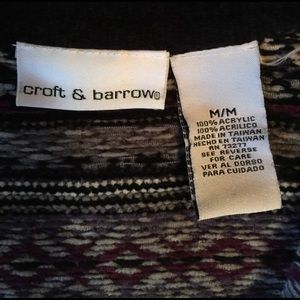 croft & barrow®
M/M
100% ACRYLIC
100% ACRILICO
MADE IN TAIWAN
HECHO EN TAIWAN
RN 73277
SEE REVERSE
FOR CARE
VER AL DORSO
PARA CUIDADO